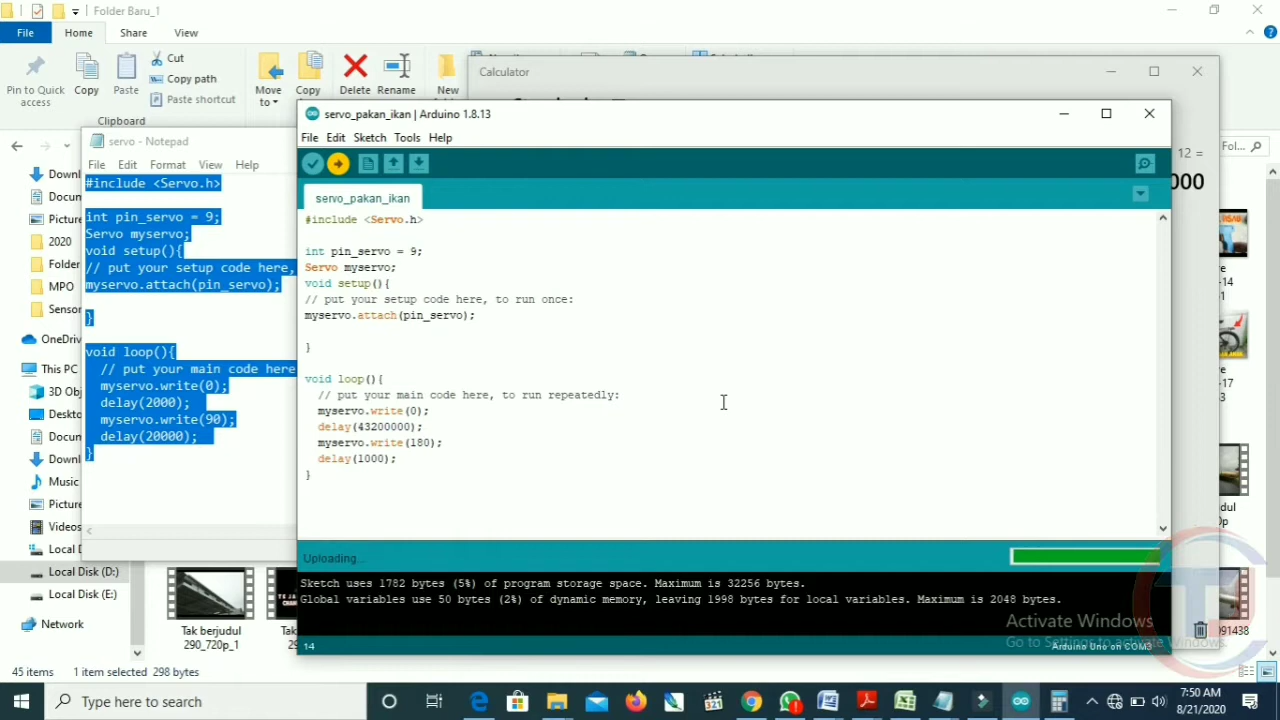 Folder Baru_1
File
Home
Share
View
Pin to Quick access
Copy
Paste
Cut
Copy path
Paste shortcut
Move to
Copy
Delete
Rename
New
Clipboard
Calculator
12 =
000
Fol...
Downl
Docum
Picture
2020
Folder
MPO
Sensor
OneDriv
This PC
3D Obj
Deskto
Docum
Downl
Music
Picture
Videos
Local D
Local Disk (D:)
Local Disk (E:)
Network
servo - Notepad
File Edit Format View Help
#include <Servo.h>
int pin_servo = 9;
Servo myservo;
void setup(){
// put your setup code here,
myservo.attach(pin_servo);
}
void loop(){
// put your main code here
myservo.write(0);
delay(2000);
myservo.write(90);
delay(20000);
}
servo_pakan_ikan | Arduino 1.8.13
File Edit Sketch Tools Help
servo_pakan_ikan
#include <Servo.h>
int pin_servo = 9;
Servo myservo;
void setup(){
// put your setup code here, to run once:
myservo.attach(pin_servo);
}
void loop(){
// put your main code here, to run repeatedly:
myservo.write(0);
delay(43200000);
myservo.write(180);
delay(1000);
}
Uploading...
Sketch uses 1782 bytes (5%) of program storage space. Maximum is 32256 bytes.
Global variables use 50 bytes (2%) of dynamic memory, leaving 1998 bytes for local variables. Maximum is 2048 bytes.
14
Arduino Uno on COM3
Activate Windows
Go to Settings to activate Windows.
Tak berjudul
290_720p_1
Tak
29
091438
45 items
1 item selected 298 bytes
Type here to search
7:50 AM
8/21/2020